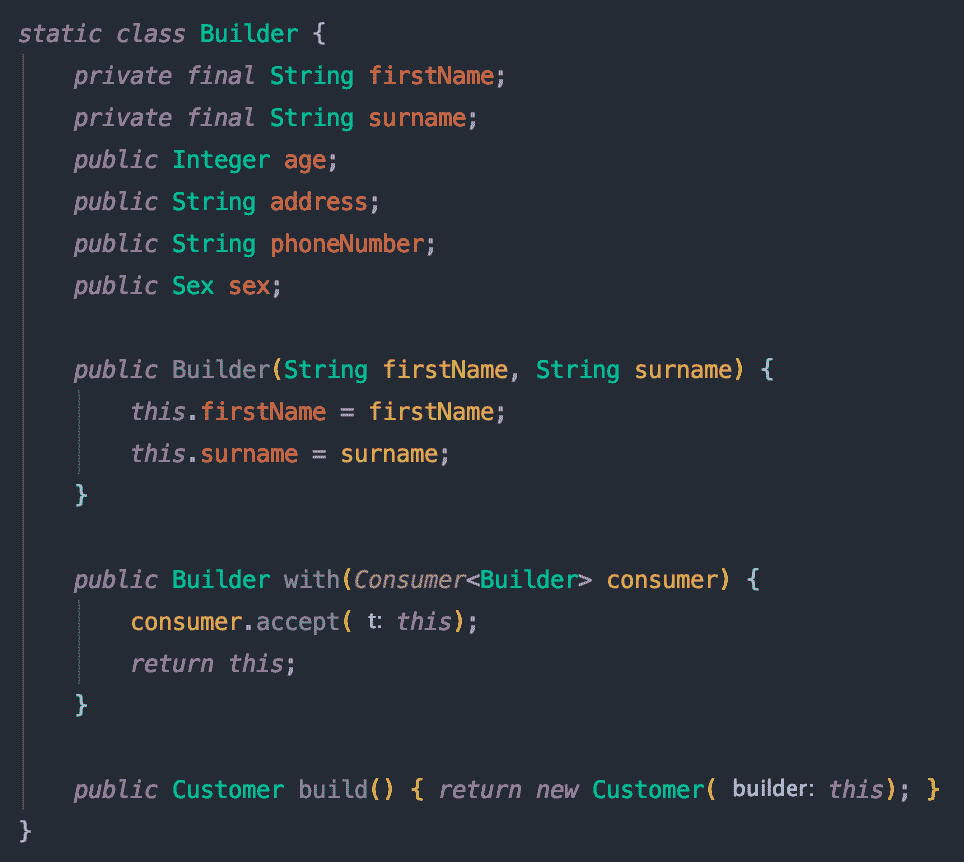 static class Builder {
private final String firstName;
private final String surname;
public Integer age;
public String address;
public String phoneNumber;
public Sex sex;
public Builder(String firstName, String surname) {
this.firstName = firstName;
this.surname = surname;
}
public Builder with(Consumer<Builder> consumer) {
consumer.accept( t: this);
return this;
}
public Customer build() { return new Customer( builder: this); }
}